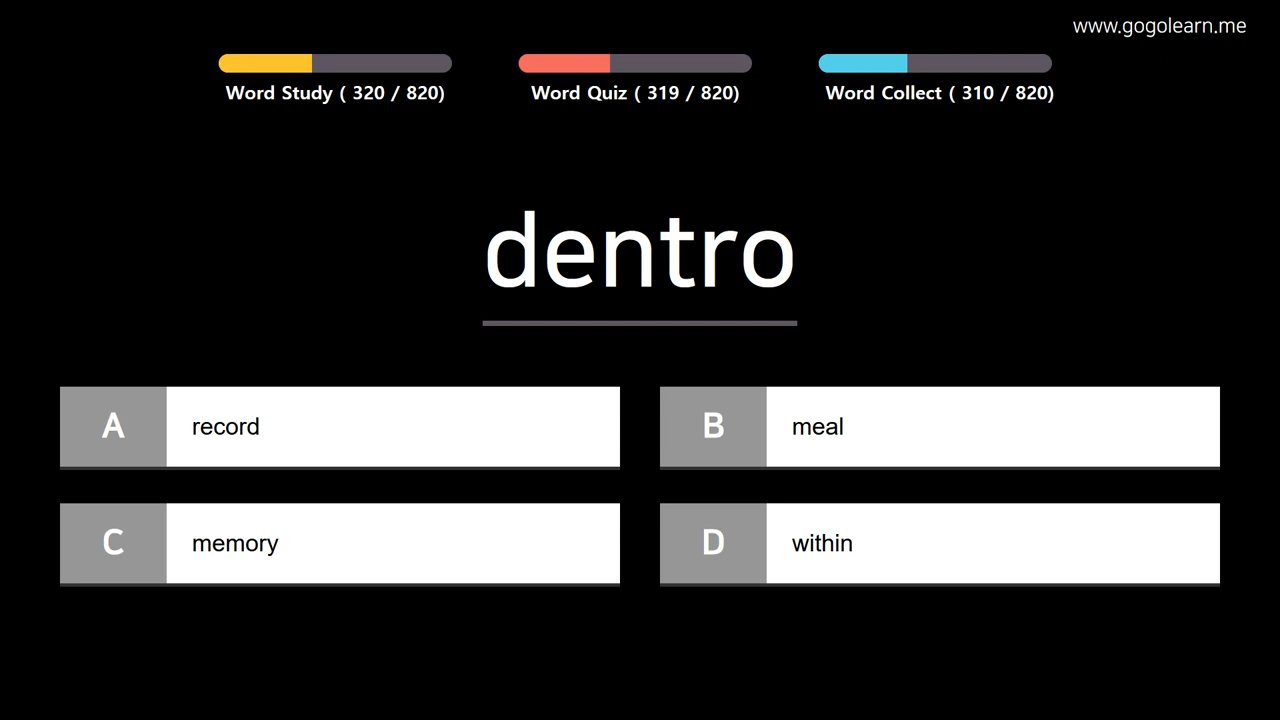 www.gogolearn.me
Word Study ( 320 / 820)
Word Quiz ( 319 / 820)
Word Collect ( 310 / 820)
dentro
A record
B meal
C memory
D within